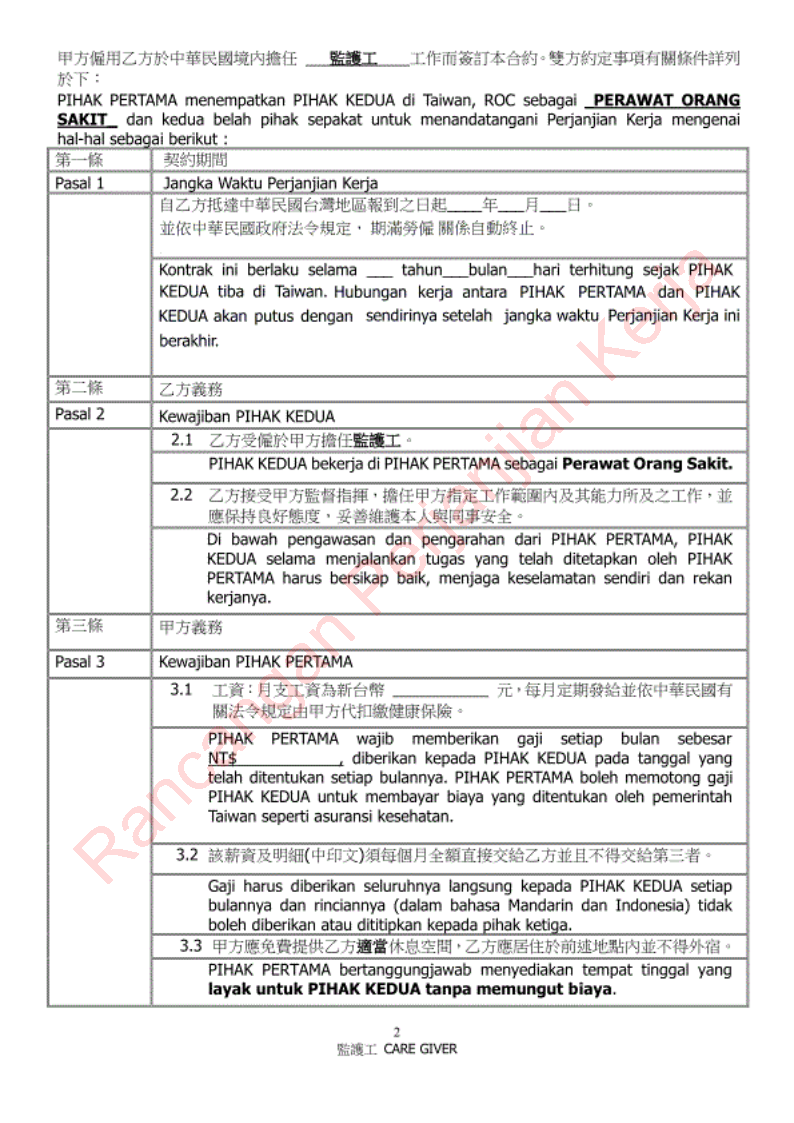 甲方僱用乙方於中華民國境內擔任 ___監護工____工作而簽訂本合約。雙方約定事項有關條件詳列
於下：
PIHAK PERTAMA menempatkan PIHAK KEDUA di Taiwan, ROC sebagai _PERAWAT ORANG
SAKIT_ dan kedua belah pihak sepakat untuk menandatangani Perjanjian Kerja mengenai
hal-hal sebagai berikut :
第一條 契約期間
Pasal 1 Jangka Waktu Perjanjian Kerja
自乙方抵達中華民國台灣地區報到之日起____年___月___日。
並依中華民國政府法令規定， 期滿勞僱 關係自動終止。
Kontrak ini berlaku selama ___ tahun___bulan___hari terhitung sejak PIHAK
KEDUA tiba di Taiwan. Hubungan kerja antara PIHAK PERTAMA dan PIHAK
KEDUA akan putus dengan sendirinya setelah jangka waktu Perjanjian Kerja ini
berakhir.
第二條 乙方義務
Pasal 2 Kewajiban PIHAK KEDUA
2.1 乙方受僱於甲方擔任監護工。
PIHAK KEDUA bekerja di PIHAK PERTAMA sebagai Perawat Orang Sakit.
2.2 乙方接受甲方監督指揮，擔任甲方指定工作範圍內及其能力所及之工作，並
應保持良好態度，妥善維護本人與同事安全。
Di bawah pengawasan dan pengarahan dari PIHAK PERTAMA, PIHAK
KEDUA selama menjalankan tugas yang telah ditetapkan oleh PIHAK
PERTAMA harus bersikap baik, menjaga keselamatan sendiri dan rekan
kerjanya.
第三條 甲方義務
Pasal 3 Kewajiban PIHAK PERTAMA
3.1 工資：月支工資為新台幣 ___________ 元，每月定期發給並依中華民國有
關法令規定由甲方代扣繳健康保險。
PIHAK PERTAMA wajib memberikan gaji setiap bulan sebesar
NT$____________, diberikan kepada PIHAK KEDUA pada tanggal yang
telah ditentukan setiap bulannya. PIHAK PERTAMA boleh memotong gaji
PIHAK KEDUA untuk membayar biaya yang ditentukan oleh pemerintah
Taiwan seperti asuransi kesehatan.
3.2 該薪資及明細(中印文)須每個月全額直接交給乙方並且不得交給第三者。
Gaji harus diberikan seluruhnya langsung kepada PIHAK KEDUA setiap
bulannya dan rinciannya (dalam bahasa Mandarin dan Indonesia) tidak
boleh diberikan atau dititipkan kepada pihak ketiga.
3.3 甲方應免費提供乙方適當休息空間，乙方應居住於前述地點內並不得外宿。
PIHAK PERTAMA bertanggungjawab menyediakan tempat tinggal yang
layak untuk PIHAK KEDUA tanpa memungut biaya.
Rancangan Perjanjian Kerja
2
監護工 CARE GIVER